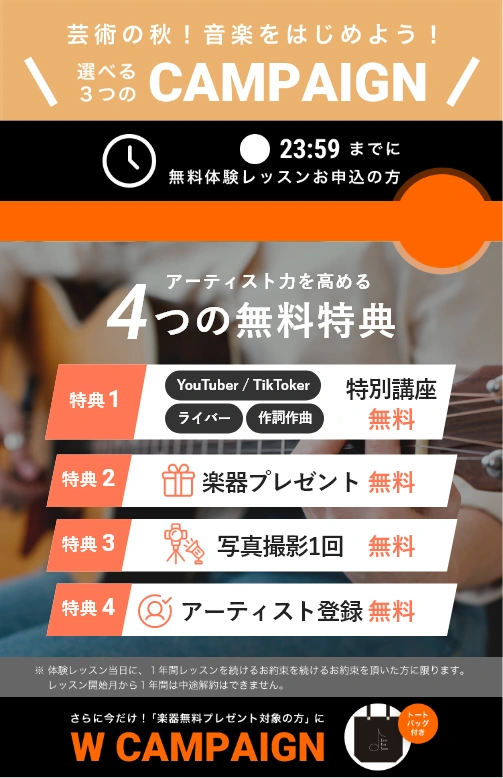 芸術の秋！音楽をはじめよう！
選べる
３つの
CAMPAIGN
23:59 までに
無料体験レッスンお申込の方
アーティスト力を高める
4つの無料特典
特典1
YouTuber / TikToker
ライバー 作詞作曲
特別講座
無料
特典2 楽器プレゼント 無料
特典3 写真撮影1回 無料
特典4 アーティスト登録 無料
※ 体験レッスン当日に、１年間レッスンを続けるお約束を続けるお約束を頂いた方に限ります。
レッスン開始月から１年間は中途解約はできません。
さらに今だけ！「楽器無料プレゼント対象の方」に
W CAMPAIGN
トート
バッグ
付き